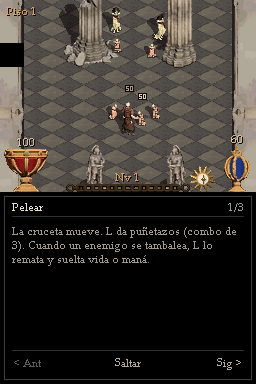 Piso 1
50
50
100
60
Nv 1
Pelear 1/3
La cruceta mueve. L da puñetazos (combo de
3). Cuando un enemigo se tambalea, L lo
remata y suelta vida o maná.
< Ant Saltar Sig >